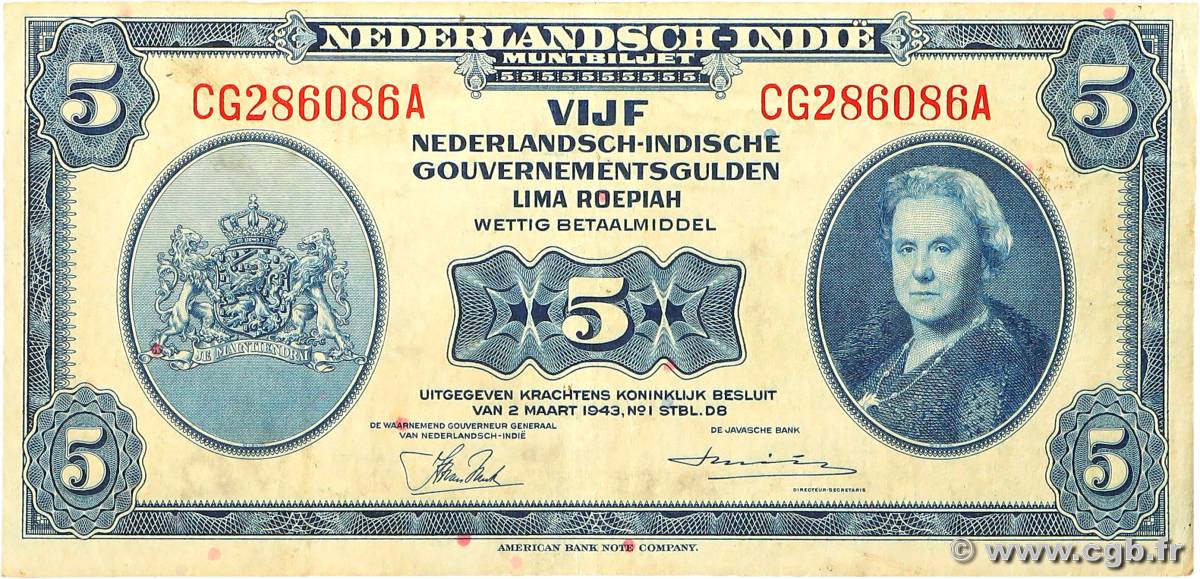 NEDERLANDSCH-INDIË
MUNTBILJET
5 555555555555 5
CG286086A CG286086A
VIJF
NEDERLANDSCH-INDISCHE
GOUVERNEMENTSGULDEN
LIMA ROEPIAH
WETTIG BETAALMIDDEL
5
JE MAINTIENDRAI
UITGEGEVEN KRACHTENS KONINKLIJK BESLUIT
VAN 2 MAART 1943, No1 STBL. D8
DE WAARNEMEND GOUVERNEUR GENERAAL
VAN NEDERLANDSCH-INDIË
DE JAVASCHE BANK
DIRECTEUR-SECRETARIS
5 5
AMERICAN BANK NOTE COMPANY.
© www.cgb.fr